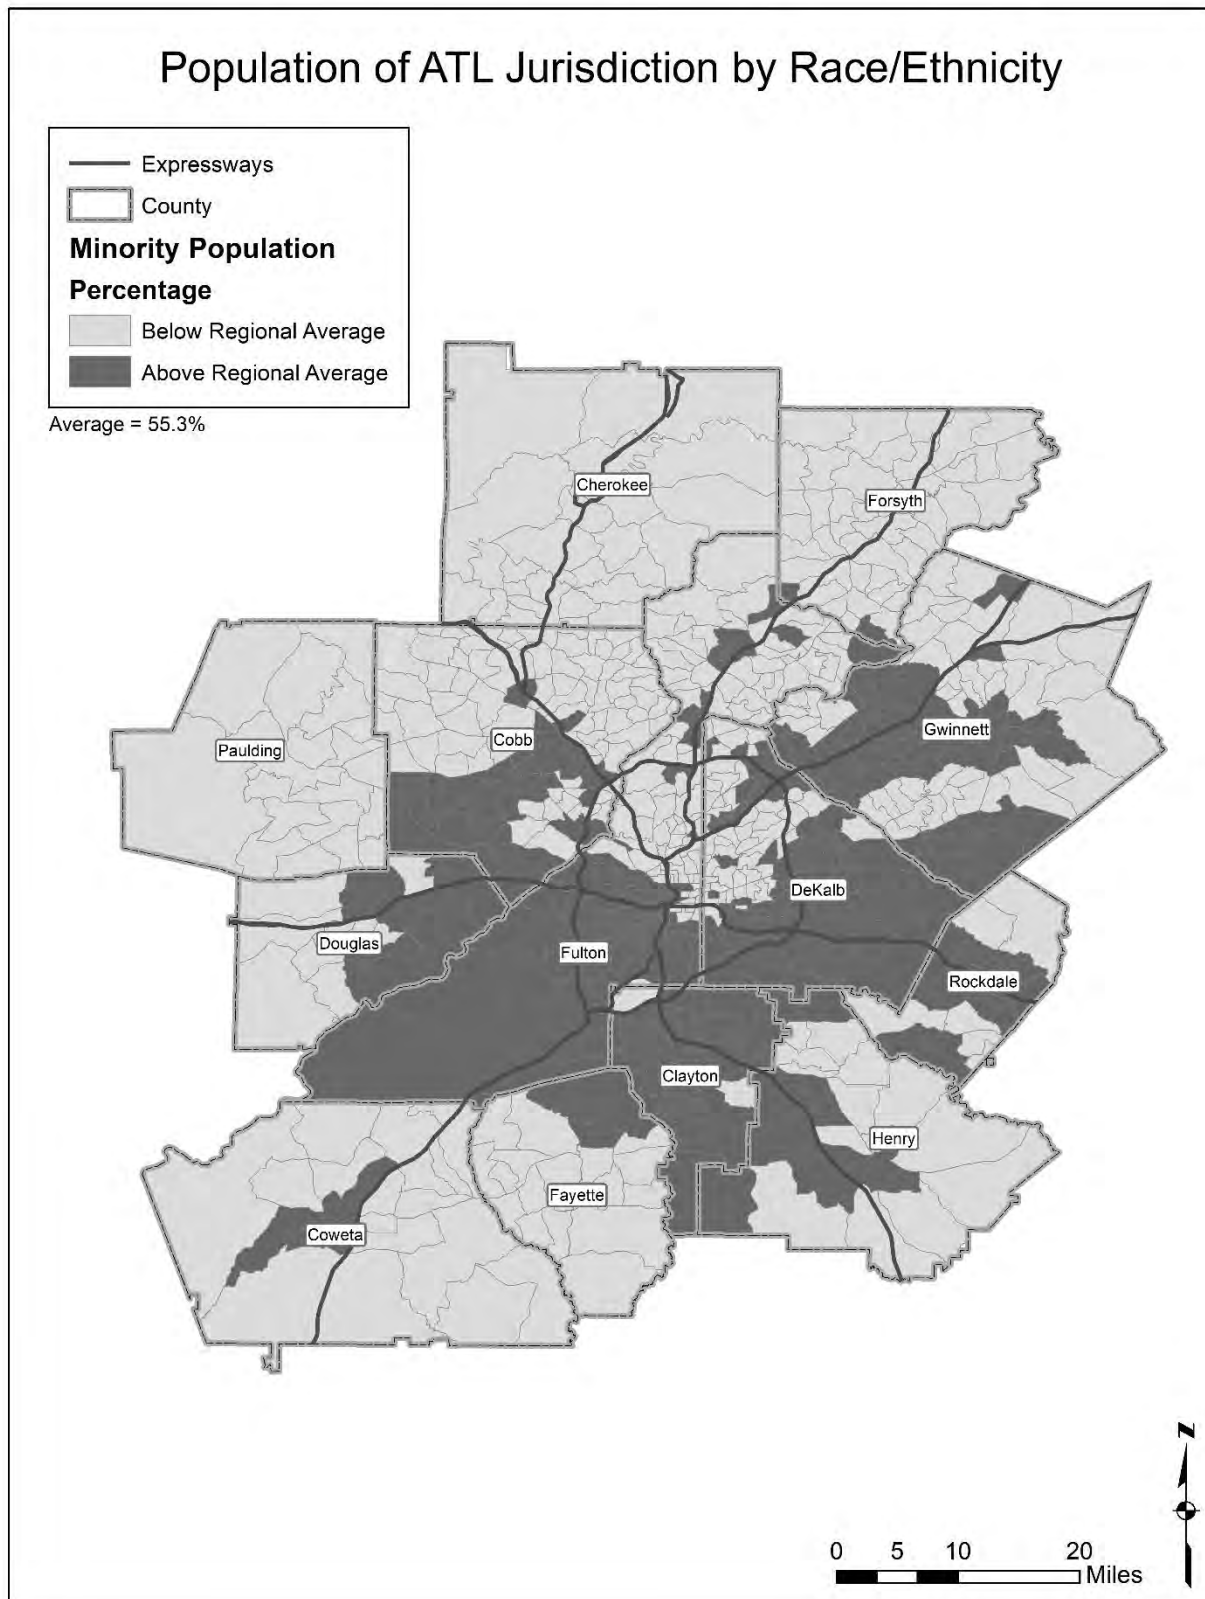 Population of ATL Jurisdiction by Race/Ethnicity
Expressways
County
Minority Population
Percentage
Below Regional Average
Above Regional Average
Average = 55.3%
Cherokee
Forsyth
Gwinnett
Cobb
Paulding
DeKalb
Douglas
Fulton
Rockdale
Clayton
Henry
Fayette
Coweta
N
0 5 10 20
Miles